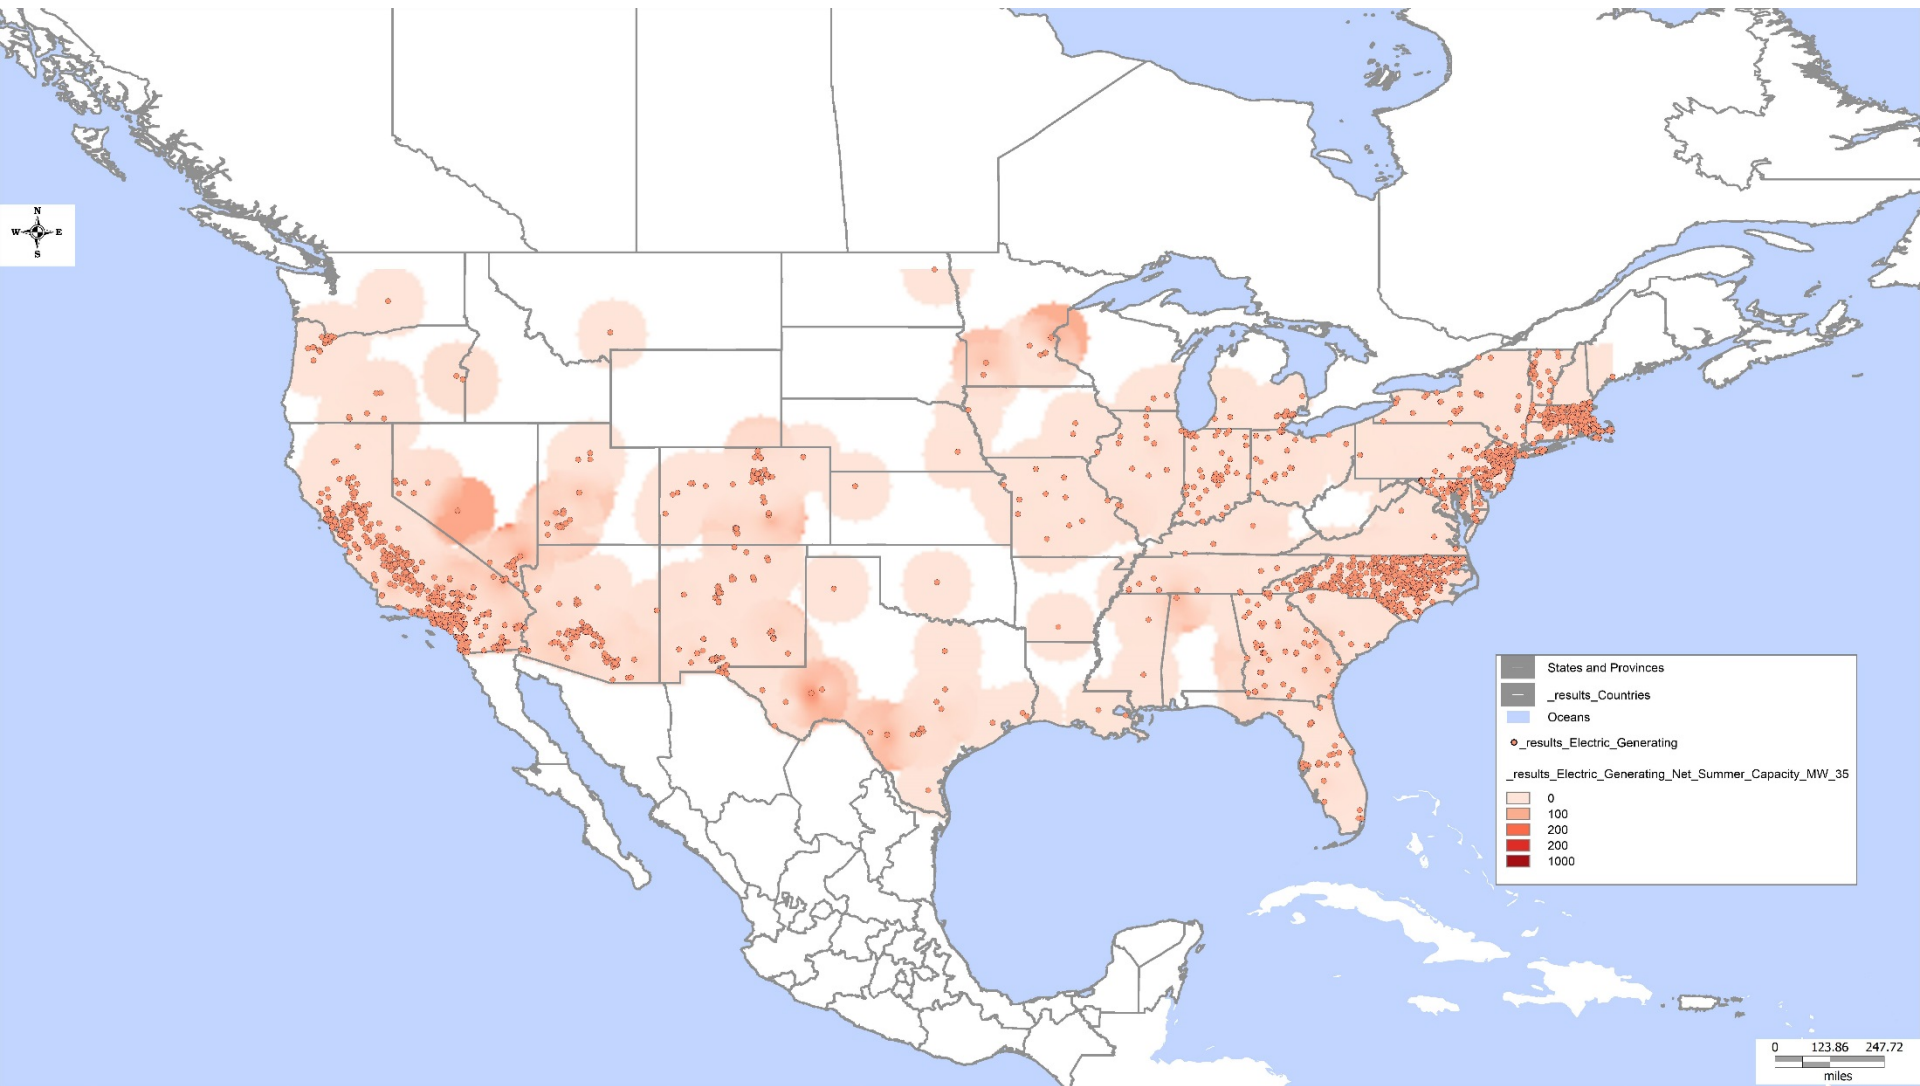 N
W E
S
States and Provinces
_results_Countries
Oceans
_results_Electric_Generating
_results_Electric_Generating_Net_Summer_Capacity_MW_35
0
100
200
200
1000
0 123.86 247.72
miles